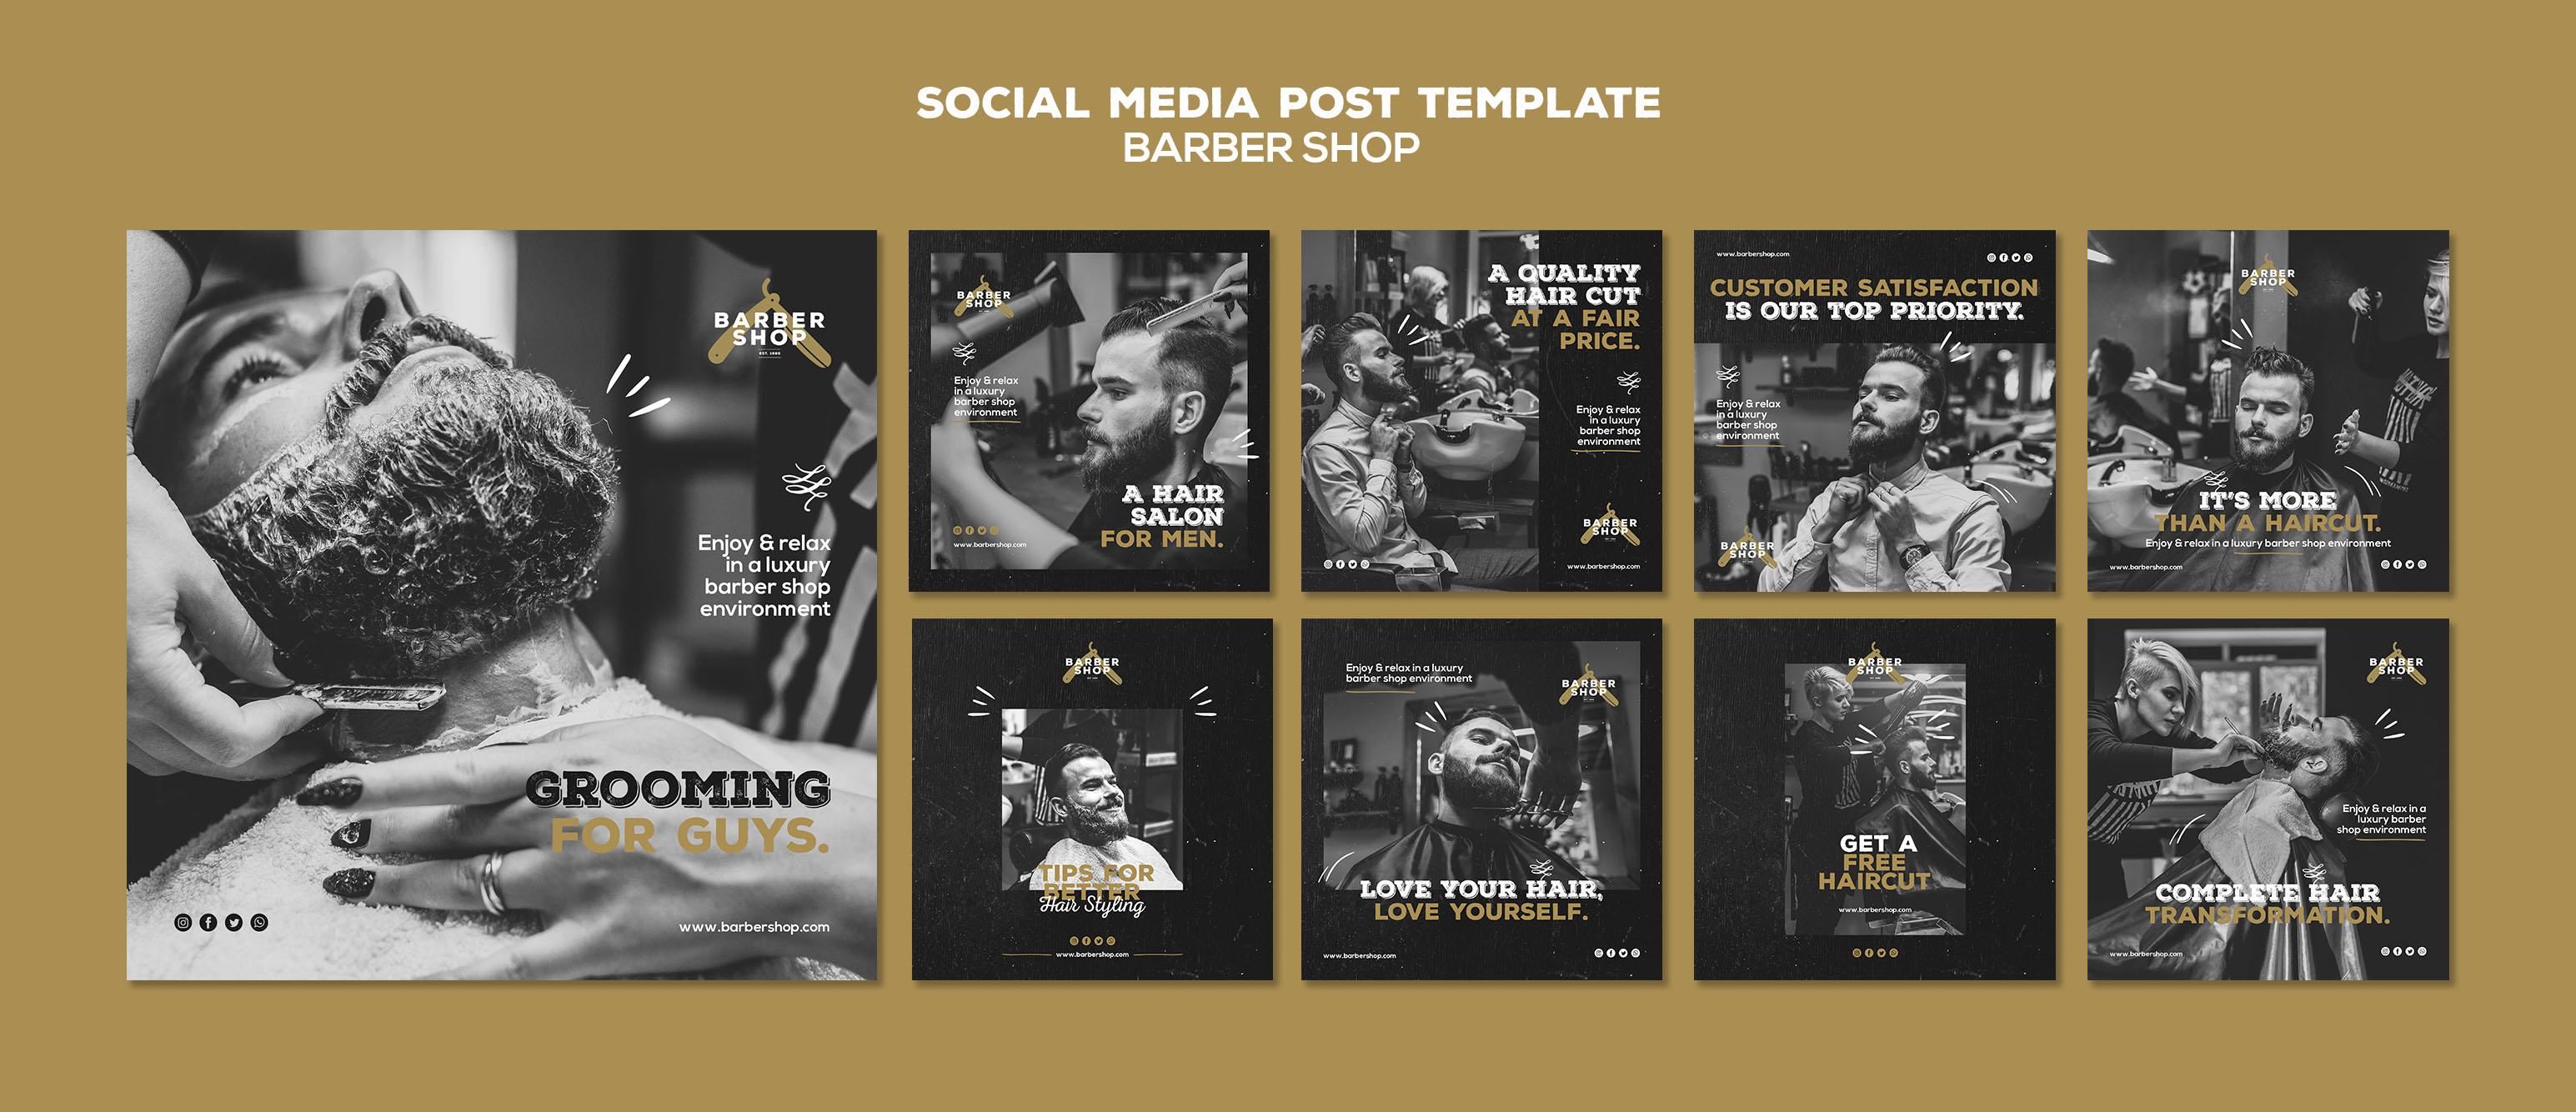 SOCIAL MEDIA POST TEMPLATE
BARBER SHOP
BARBER
SHOP
EST. 1990
Enjoy & relax
in a luxury
barber shop
environment
GROOMING
FOR GUYS.
www.barbershop.com
BARBER
SHOP
Enjoy & relax
in a luxury
barber shop
environment
A HAIR
SALON
FOR MEN.
www.barbershop.com
A QUALITY
HAIR CUT
AT A FAIR
PRICE.
Enjoy & relax
in a luxury
barber shop
environment
BARBER
SHOP
www.barbershop.com
www.barbershop.com
CUSTOMER SATISFACTION
IS OUR TOP PRIORITY.
Enjoy & relax
in a luxury
barber shop
environment
BARBER
SHOP
BARBER
SHOP
IT'S MORE
THAN A HAIRCUT.
Enjoy & relax in a luxury barber shop environment
www.barbershop.com
BARBER
SHOP
TIPS FOR
BETTER
Hair Styling
www.barbershop.com
Enjoy & relax in a luxury
barber shop environment
BARBER
SHOP
LOVE YOUR HAIR,
LOVE YOURSELF.
www.barbershop.com
BARBER
SHOP
GET A
FREE
HAIRCUT
www.barbershop.com
BARBER
SHOP
Enjoy & relax in a
luxury barber
shop environment
COMPLETE HAIR
TRANSFORMATION.
www.barbershop.com